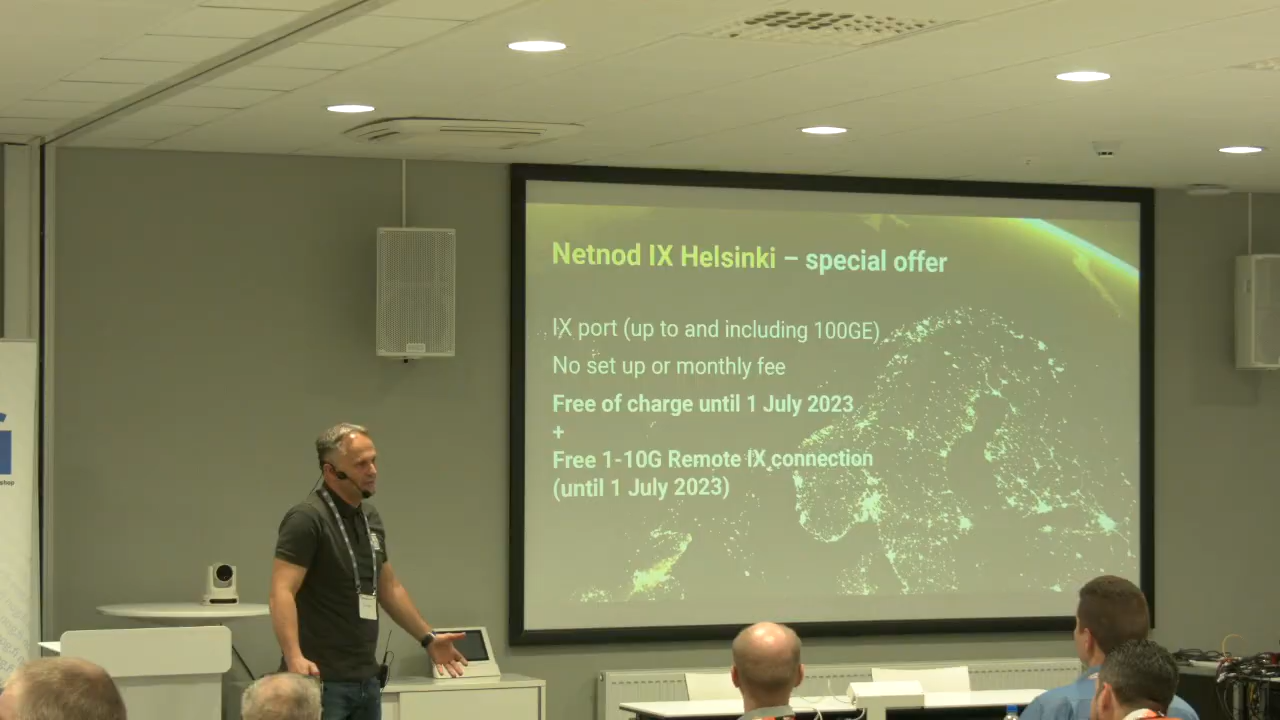 Netnod IX Helsinki – special offer
IX port (up to and including 100GE)
No set up or monthly fee
Free of charge until 1 July 2023
+
Free 1-10G Remote IX connection
(until 1 July 2023)